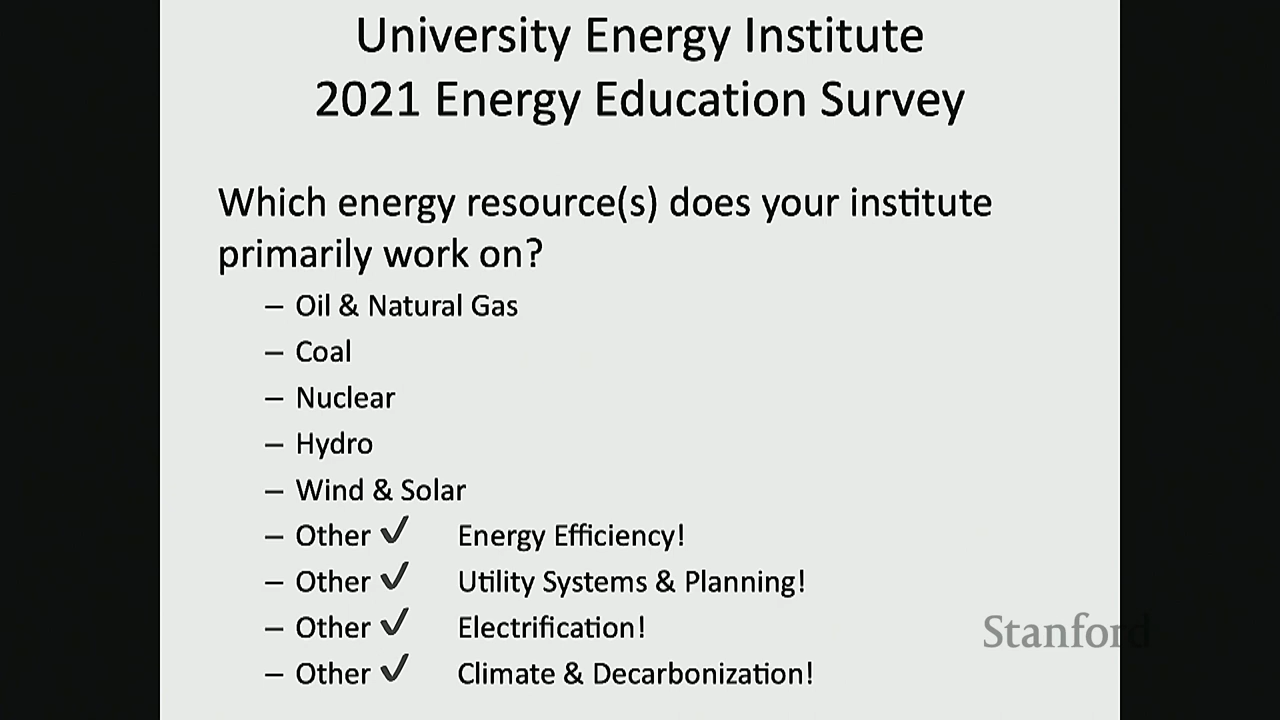 University Energy Institute
2021 Energy Education Survey
Which energy resource(s) does your institute
primarily work on?
– Oil & Natural Gas
– Coal
– Nuclear
– Hydro
– Wind & Solar
– Other ✓ Energy Efficiency!
– Other ✓ Utility Systems & Planning!
– Other ✓ Electrification!
– Other ✓ Climate & Decarbonization!
Stanford